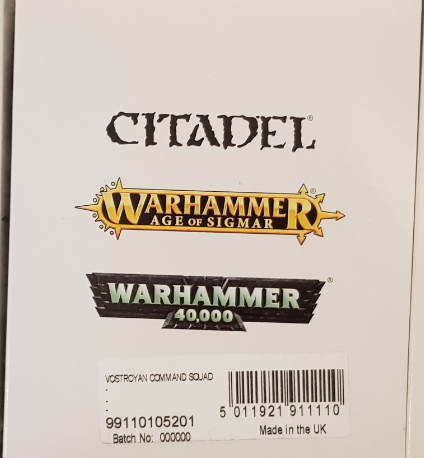 CITADEL®
WARHAMMER®
AGE OF SIGMAR
WARHAMMER®
40,000
VOSTROYAN COMMAND SQUAD
.
.
.
99110105201
Batch No: 000000
5 011921 911110
Made in the UK